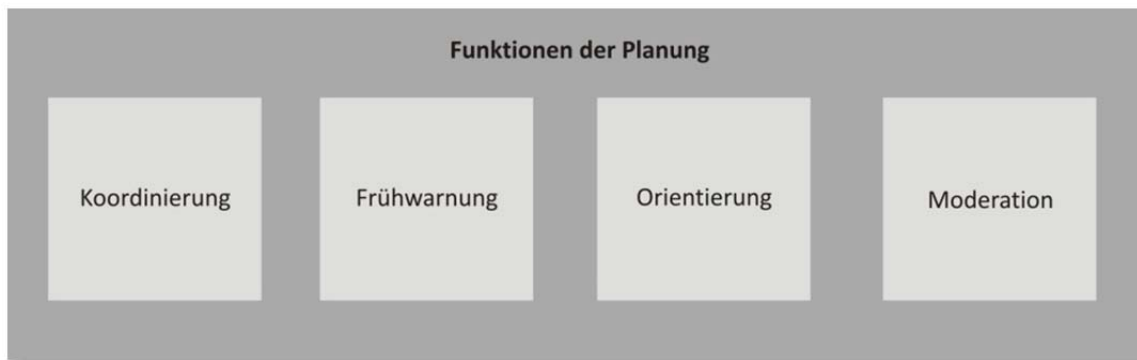 Funktionen der Planung
Koordinierung
Frühwarnung
Orientierung
Moderation